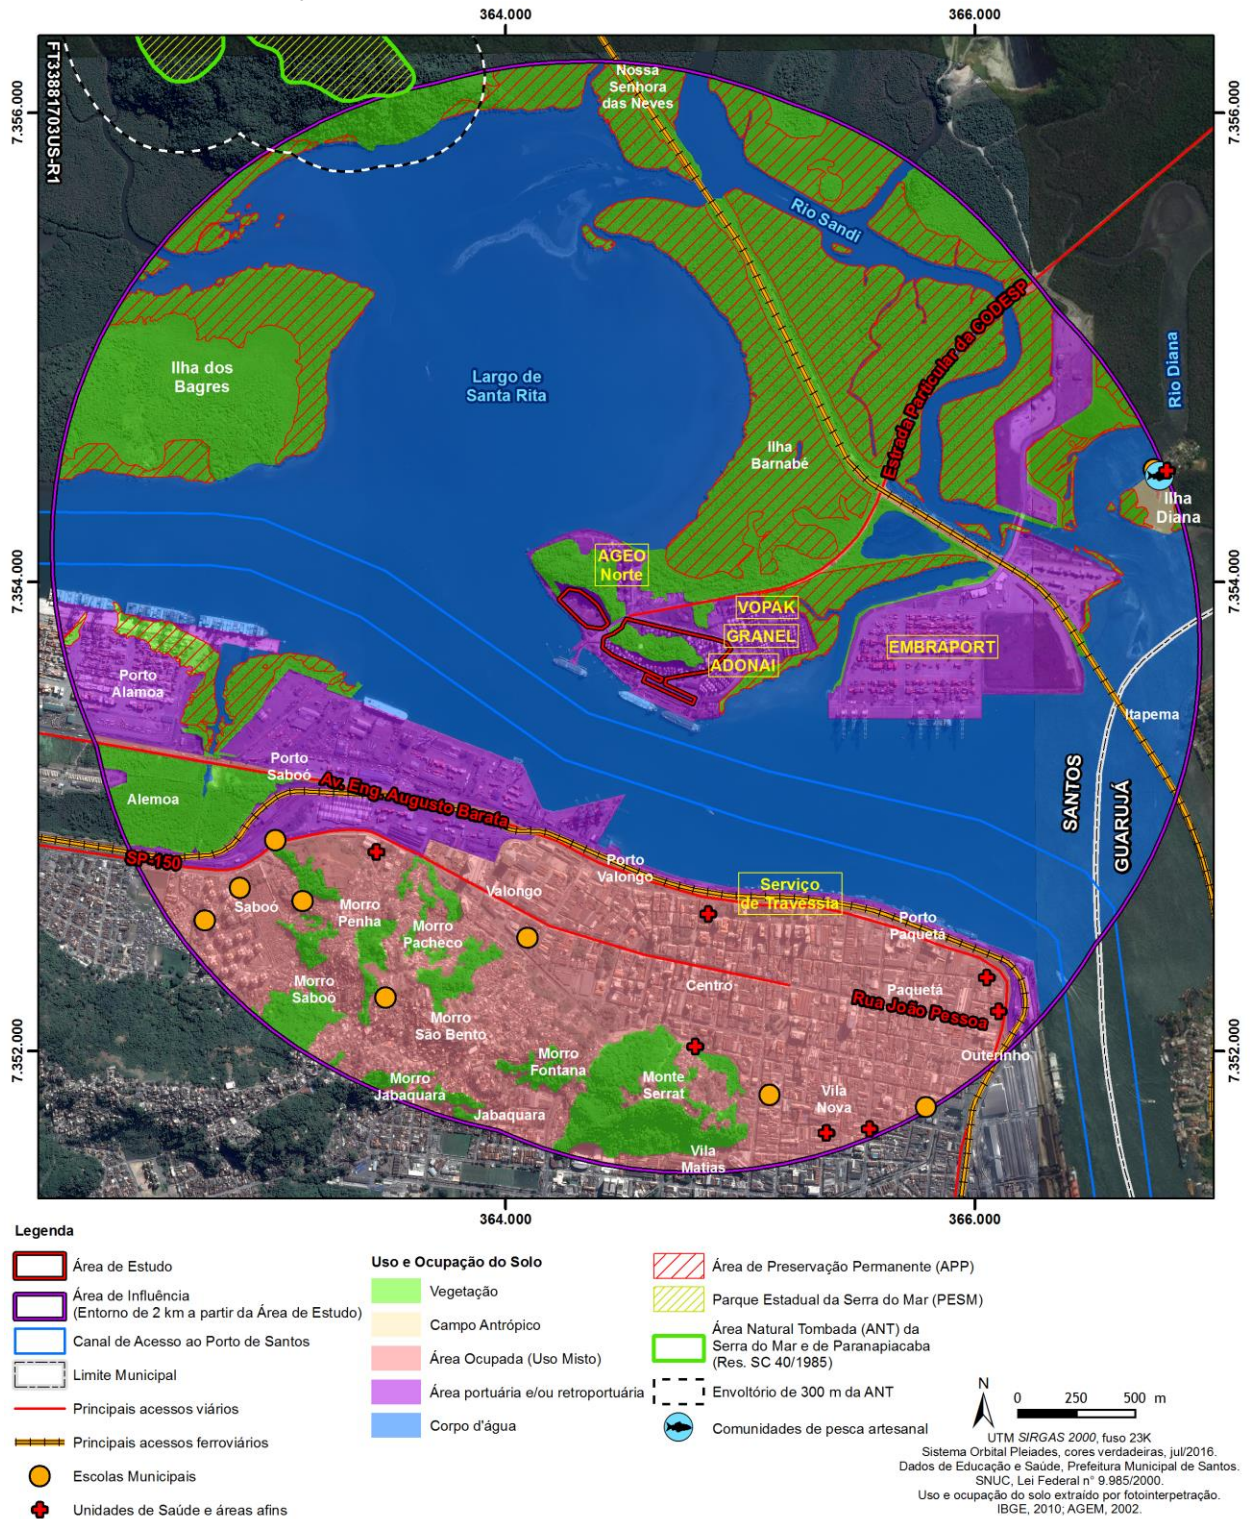 364.000
366.000
7.356.000
7.356.000
FT33881703US-R1
Nossa
Senhora
das Neves
Rio Sandi
Estrada Particular da CODESP
Rio Diana
Ilha dos
Bagres
Largo de
Santa Rita
Ilha
Barnabé
Ilha
Diana
7.354.000
7.354.000
AGEO
Norte
VOPAK
GRANEL
ADONAI
EMBRAPORT
Porto
Alamoa
Itapema
Porto
Saboó
SANTOS
GUARUJÁ
Av. Eng. Augusto Barata
Alemoa
SP-150
Porto
Valongo
Valongo
Serviço
de Travessia
Saboó
Morro
Penha
Morro
Pacheco
Porto
Paquetá
Morro
Saboó
Centro
Paquetá
Rua João Pessoa
Morro
São Bento
7.352.000
7.352.000
Outerinho
Morro
Fontana
Morro
Jabaquara
Monte
Serrat
Jabaquara
Vila
Nova
Vila
Matias
364.000
366.000
Legenda
Área de Estudo
Área de Influência
(Entorno de 2 km a partir da Área de Estudo)
Canal de Acesso ao Porto de Santos
Limite Municipal
Principais acessos viários
Principais acessos ferroviários
Escolas Municipais
Unidades de Saúde e áreas afins
Uso e Ocupação do Solo
Vegetação
Campo Antrópico
Área Ocupada (Uso Misto)
Área portuária e/ou retroportuária
Corpo d'água
Área de Preservação Permanente (APP)
Parque Estadual da Serra do Mar (PESM)
Área Natural Tombada (ANT) da
Serra do Mar e de Paranapiacaba
(Res. SC 40/1985)
Envoltório de 300 m da ANT
Comunidades de pesca artesanal
N
0 250 500 m
UTM SIRGAS 2000, fuso 23K
Sistema Orbital Pleiades, cores verdadeiras, jul/2016.
Dados de Educação e Saúde, Prefeitura Municipal de Santos.
SNUC, Lei Federal n° 9.985/2000.
Uso e ocupação do solo extraído por fotointerpretação.
IBGE, 2010; AGEM, 2002.